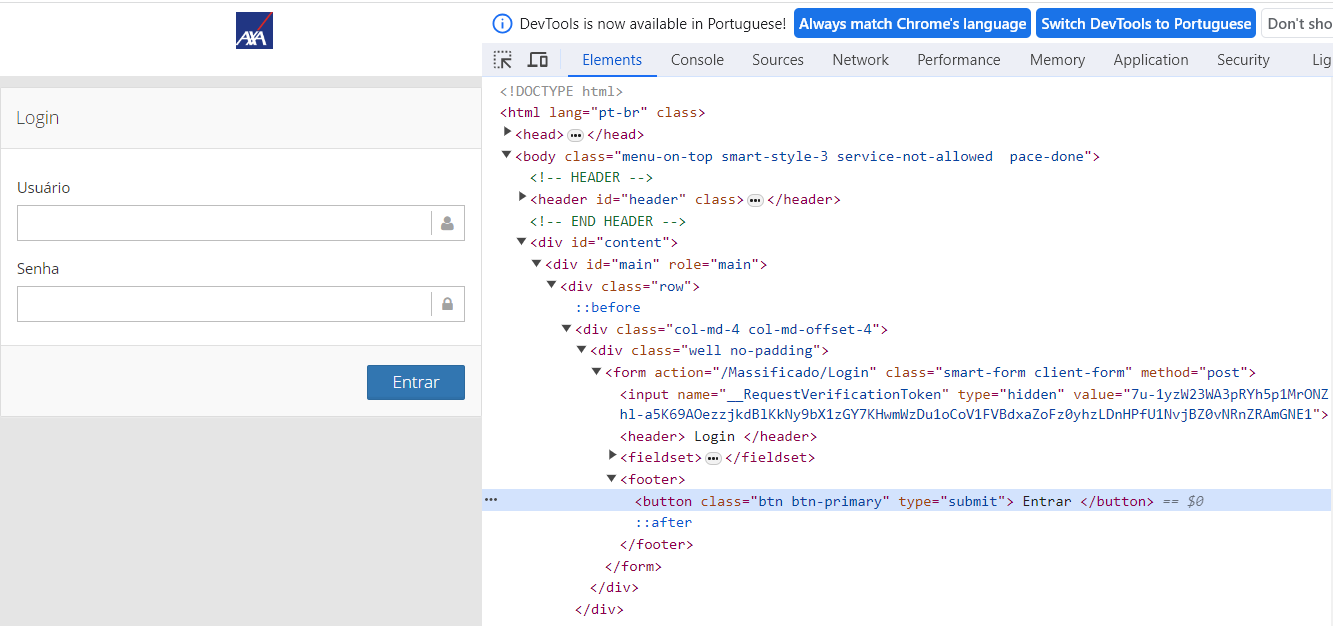 AXA
Login
Usuário
Senha
Entrar
DevTools is now available in Portuguese! Always match Chrome's language Switch DevTools to Portuguese Don't sho
Elements Console Sources Network Performance Memory Application Security Lig
<!DOCTYPE html>
<html lang="pt-br" class>
<head> ••• </head>
<body class="menu-on-top smart-style-3 service-not-allowed  pace-done">
<!-- HEADER -->
<header id="header" class> ••• </header>
<!-- END HEADER -->
<div id="content">
<div id="main" role="main">
<div class="row">
::before
<div class="col-md-4 col-md-offset-4">
<div class="well no-padding">
<form action="/Massificado/Login" class="smart-form client-form" method="post">
<input name="__RequestVerificationToken" type="hidden" value="7u-1yzW23WA3pRYh5p1MrONZ
hl-a5K69AOezzjkdBlKkNy9bX1zGY7KHwmWzDu1oCoV1FVBdxaZoFz0yhzLDnHPfU1NvjBZ0vNRnZRAmGNE1">
<header> Login </header>
<fieldset> ••• </fieldset>
<footer>
<button class="btn btn-primary" type="submit"> Entrar </button> == $0
::after
</footer>
</form>
</div>
</div>